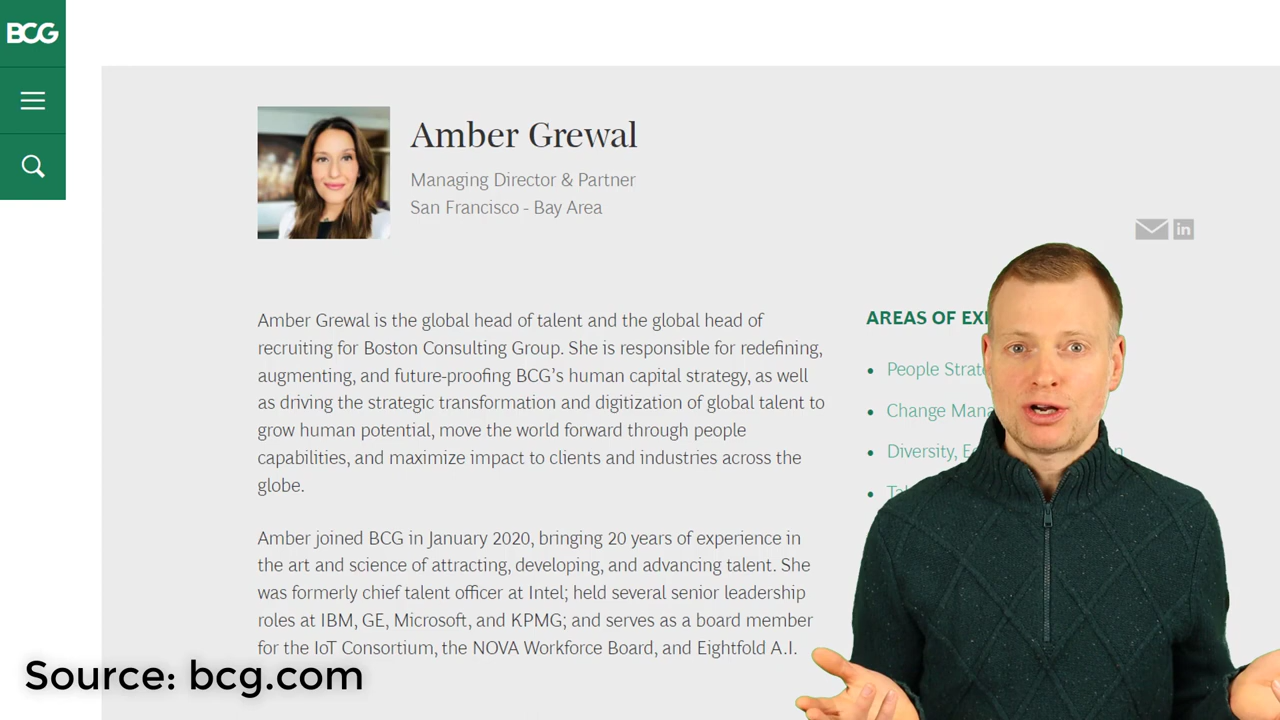 BCG
Amber Grewal
Managing Director & Partner
San Francisco - Bay Area
in
Amber Grewal is the global head of talent and the global head of
recruiting for Boston Consulting Group. She is responsible for redefining,
augmenting, and future-proofing BCG’s human capital strategy, as well
as driving the strategic transformation and digitization of global talent to
grow human potential, move the world forward through people
capabilities, and maximize impact to clients and industries across the
globe.
Amber joined BCG in January 2020, bringing 20 years of experience in
the art and science of attracting, developing, and advancing talent. She
was formerly chief talent officer at Intel; held several senior leadership
roles at IBM, GE, Microsoft, and KPMG; and serves as a board member
for the IoT Consortium, the NOVA Workforce Board, and Eightfold A.I.
AREAS OF
People
Change
Diversity,
Source: bcg.com